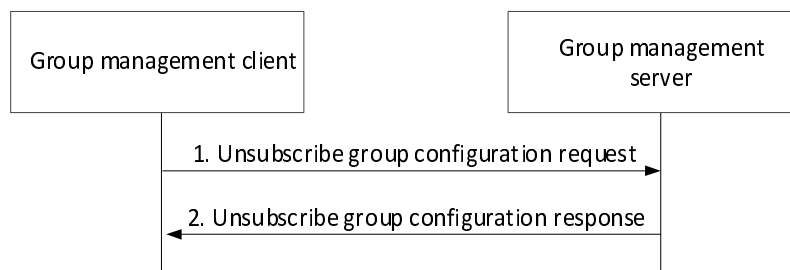 Group management client
Group management
server
1. Unsubscribe group configuration request
2. Unsubscribe group configuration response